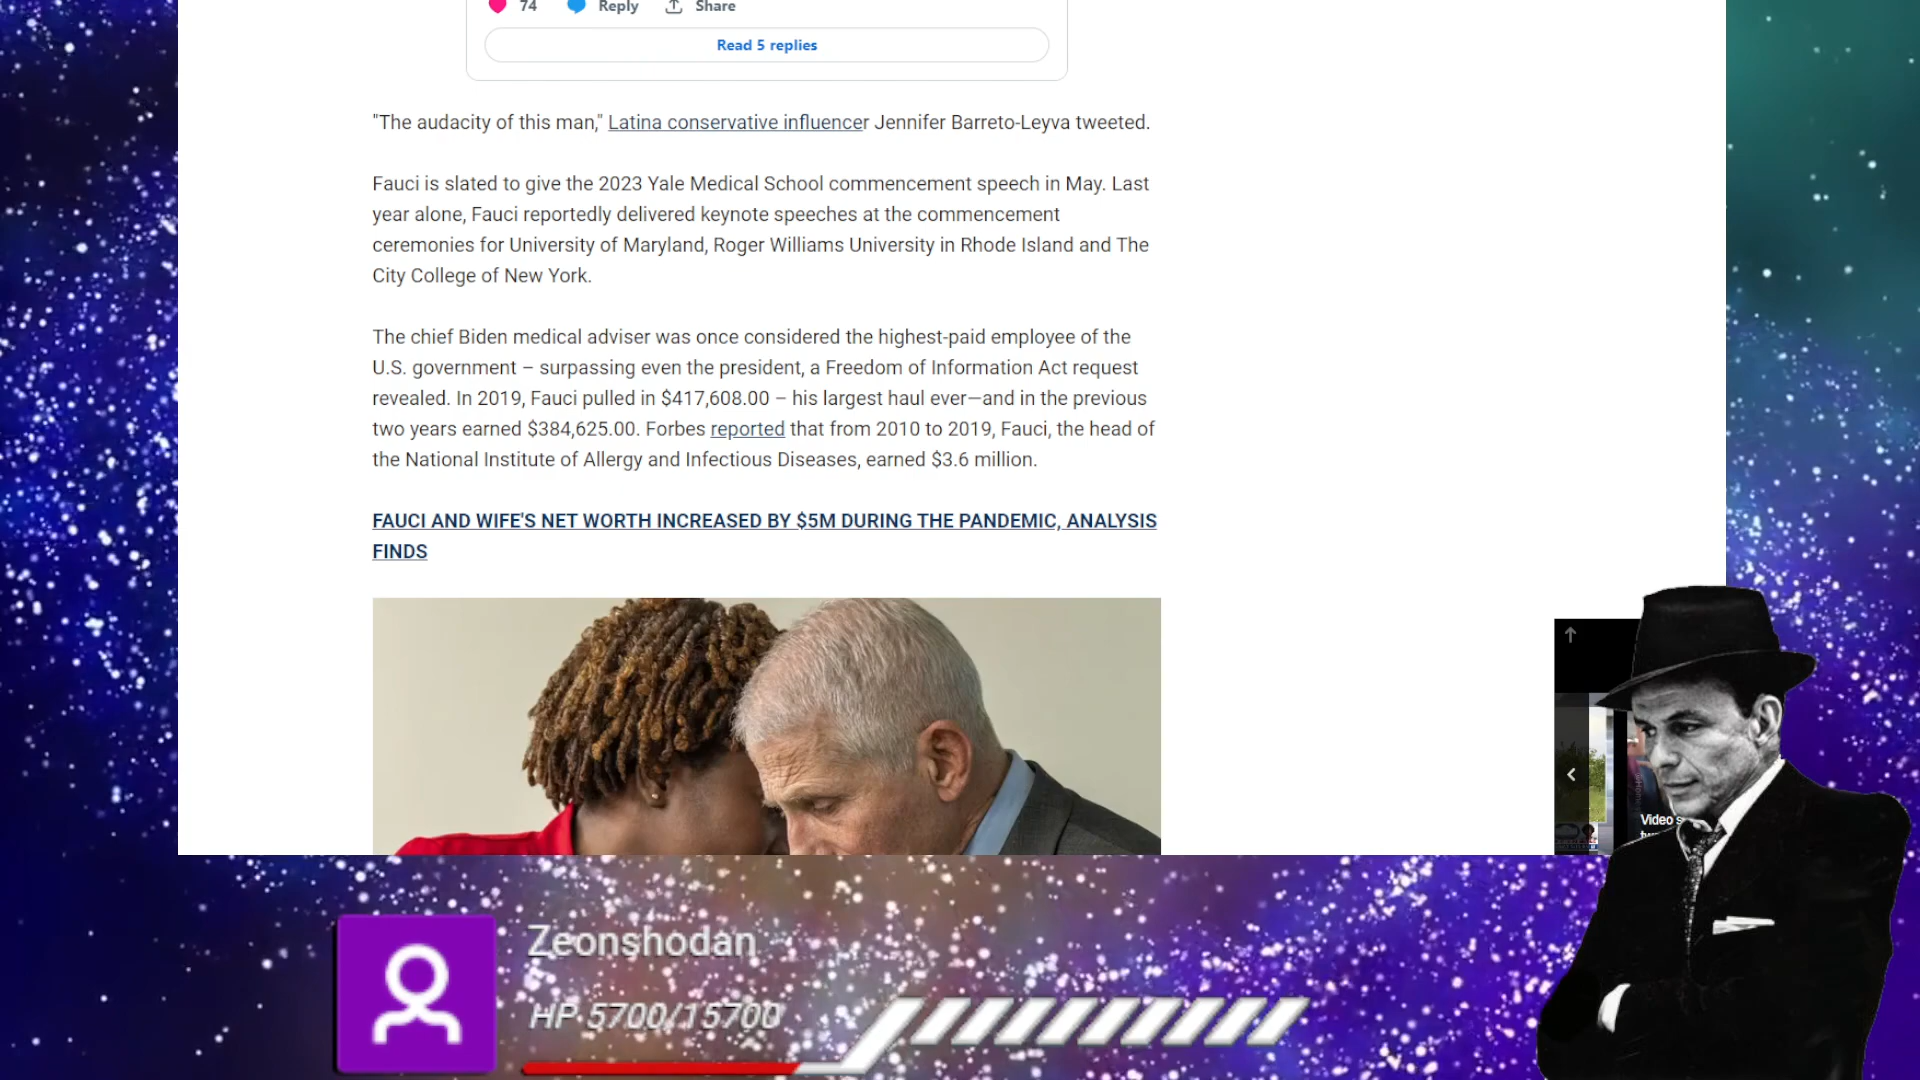 74 Reply Share
Read 5 replies
"The audacity of this man," Latina conservative influencer Jennifer Barreto-Leyva tweeted.
Fauci is slated to give the 2023 Yale Medical School commencement speech in May. Last
year alone, Fauci reportedly delivered keynote speeches at the commencement
ceremonies for University of Maryland, Roger Williams University in Rhode Island and The
City College of New York.
The chief Biden medical adviser was once considered the highest-paid employee of the
U.S. government – surpassing even the president, a Freedom of Information Act request
revealed. In 2019, Fauci pulled in $417,608.00 – his largest haul ever—and in the previous
two years earned $384,625.00. Forbes reported that from 2010 to 2019, Fauci, the head of
the National Institute of Allergy and Infectious Diseases, earned $3.6 million.
FAUCI AND WIFE'S NET WORTH INCREASED BY $5M DURING THE PANDEMIC, ANALYSIS
FINDS
Video
Zeonshodan
HP 5700/15700